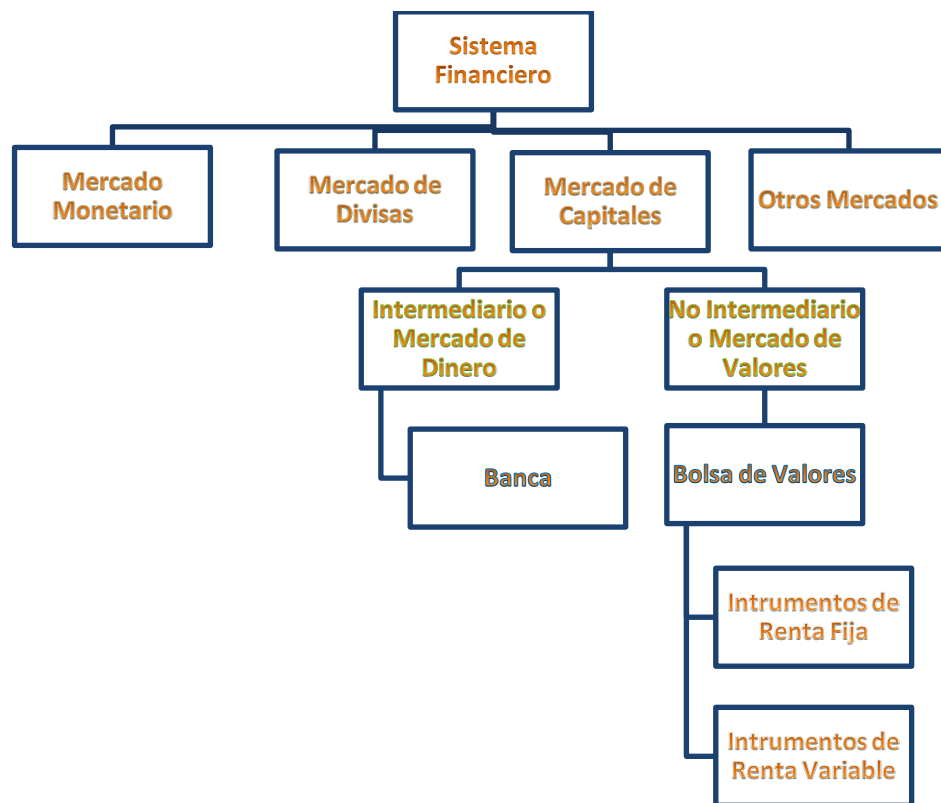 Sistema
Financiero
Mercado
Monetario
Mercado de
Divisas
Mercado de
Capitales
Otros Mercados
Intermediario o
Mercado de
Dinero
No Intermediario
o Mercado de
Valores
Banca
Bolsa de Valores
Intrumentos de
Renta Fija
Intrumentos de
Renta Variable